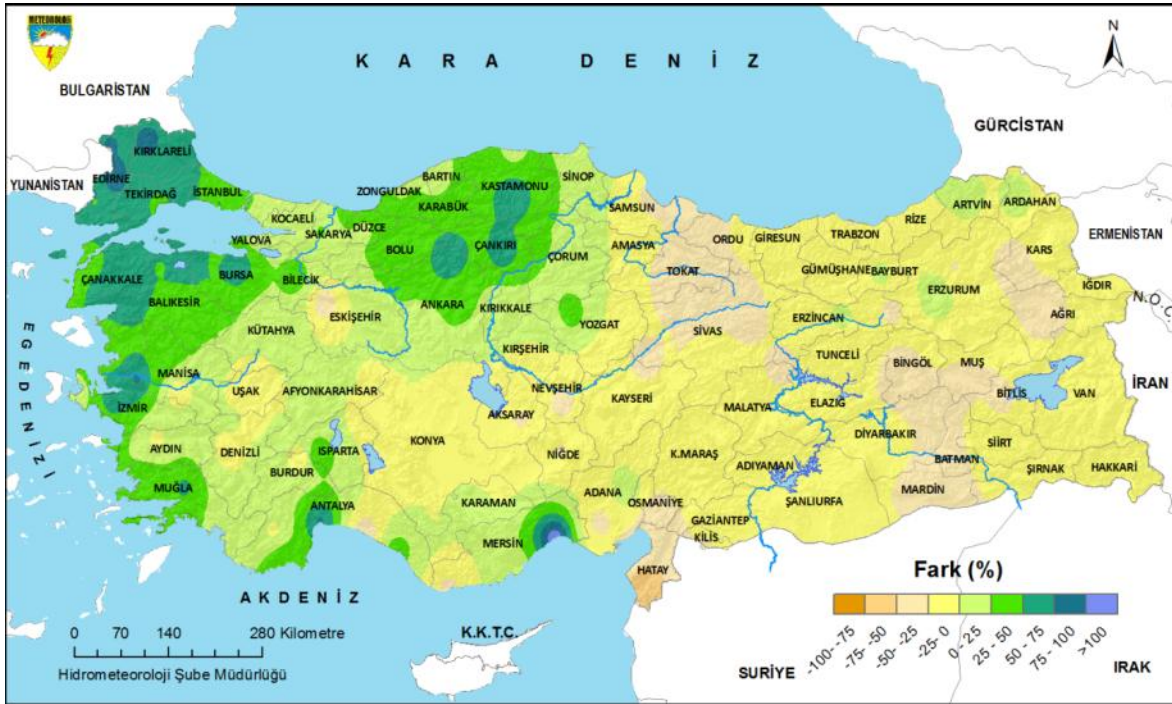 METEOROLOJİ
K A R A D E N İ Z
N
BULGARİSTAN
GÜRCİSTAN
YUNANİSTAN
ERMENİSTAN
N.Ö.C.
İRAN
E G E D E N İ Z İ
KIRKLARELİ
EDİRNE
TEKİRDAĞ
İSTANBUL
KOCAELİ
YALOVA
SAKARYA
DÜZCE
ZONGULDAK
BARTIN
KARABÜK
KASTAMONU
SİNOP
SAMSUN
BOLU
ÇANKIRI
ÇORUM
AMASYA
TOKAT
ORDU
GİRESUN
TRABZON
RİZE
ARTVİN
ARDAHAN
KARS
IĞDIR
GÜMÜŞHANE
BAYBURT
ERZURUM
AĞRI
ÇANAKKALE
BALIKESİR
BURSA
BİLECİK
ESKİŞEHİR
KÜTAHYA
ANKARA
KIRIKKALE
YOZGAT
SİVAS
ERZİNCAN
TUNCELİ
BİNGÖL
MUŞ
BİTLİS
VAN
MANİSA
İZMİR
UŞAK
AFYONKARAHİSAR
KIRŞEHİR
NEVŞEHİR
AKSARAY
KAYSERİ
MALATYA
ELAZIĞ
DİYARBAKIR
BATMAN
SİİRT
ŞIRNAK
HAKKARİ
AYDIN
DENİZLİ
BURDUR
ISPARTA
KONYA
NİĞDE
K.MARAŞ
ADIYAMAN
ŞANLIURFA
MARDİN
MUĞLA
ANTALYA
KARAMAN
MERSİN
ADANA
OSMANİYE
GAZİANTEP
KİLİS
HATAY
A K D E N İ Z
K.K.T.C.
SURİYE
IRAK
0 70 140 280 Kilometre
Hidrometeoroloji Şube Müdürlüğü
Fark (%)
-100--75
-75--50
-50--25
-25- 0
0- 25
25 - 50
50 - 75
75 - 100
>100